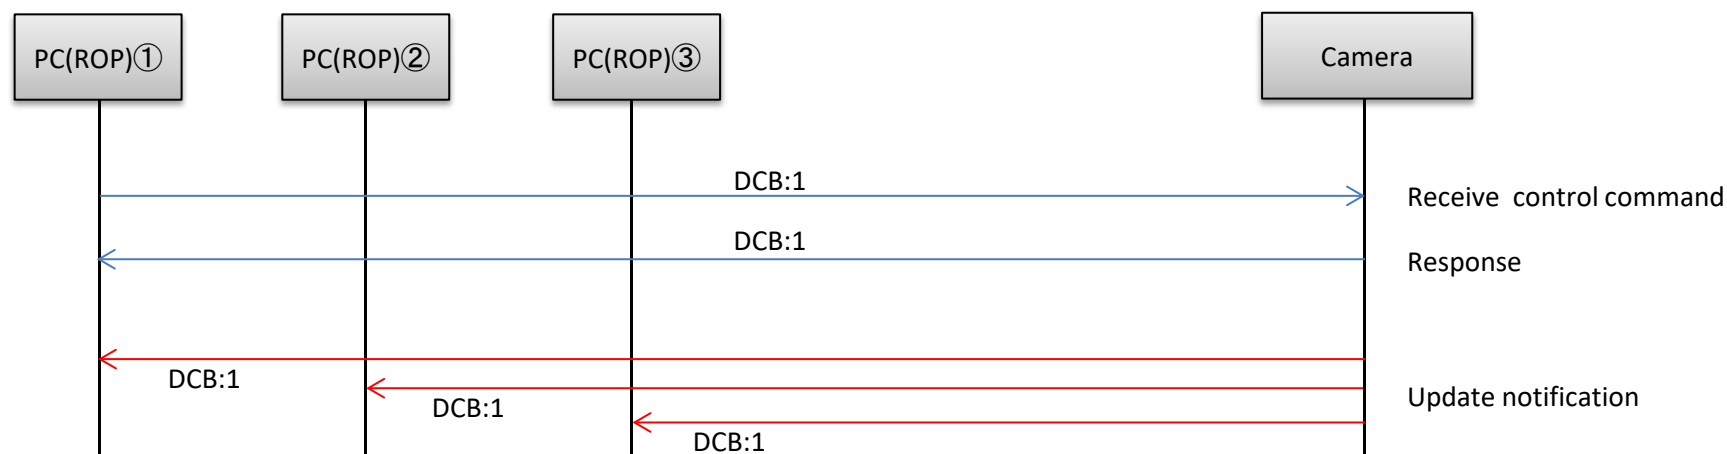 PC(ROP)①
PC(ROP)②
PC(ROP)③
Camera
DCB:1
Receive control command
DCB:1
Response
DCB:1
DCB:1
Update notification
DCB:1